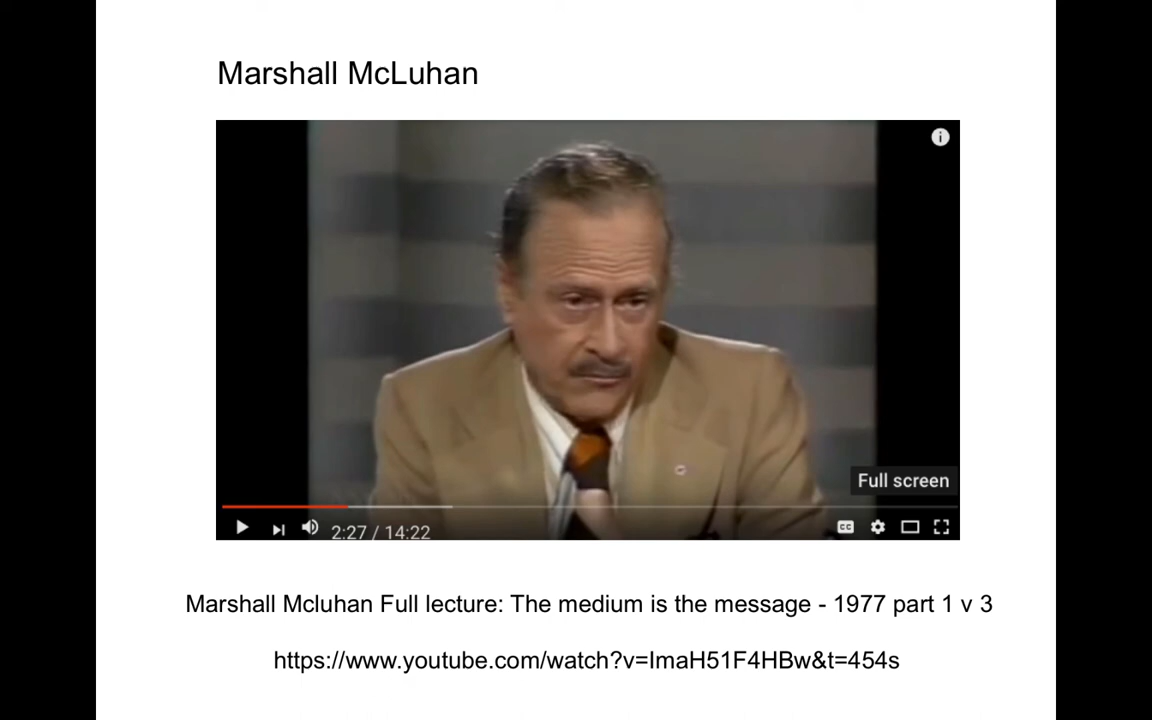 Marshall McLuhan
i
Full screen
2:27 / 14:22
CC
Marshall Mcluhan Full lecture: The medium is the message - 1977 part 1 v 3
https://www.youtube.com/watch?v=ImaH51F4HBw&t=454s